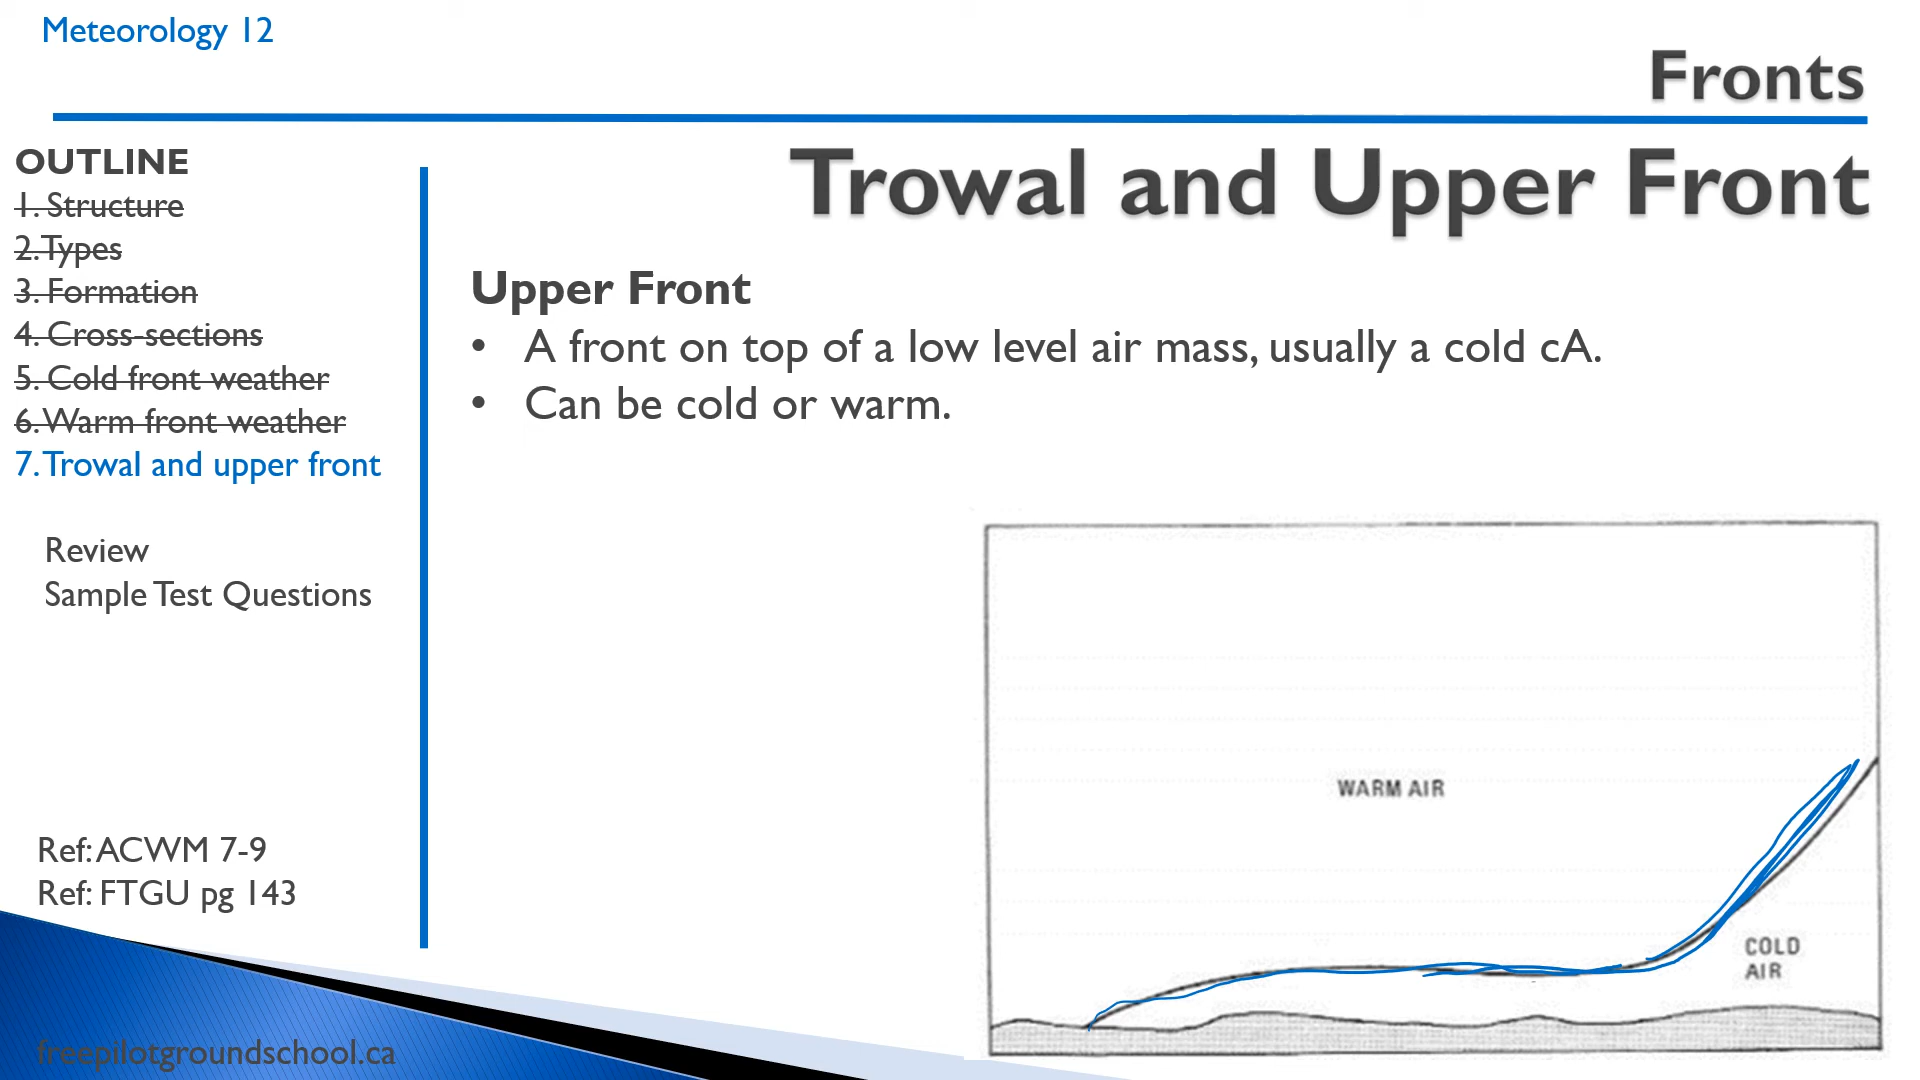 Meteorology 12
Fronts
OUTLINE
1. Structure
2. Types
3. Formation
4. Cross-sections
5. Cold front weather
6. Warm front weather
7. Trowal and upper front
Review
Sample Test Questions
Ref: ACWM 7-9
Ref: FTGU pg 143
freepilotgroundschool.ca
Trowal and Upper Front
Upper Front
• A front on top of a low level air mass, usually a cold cA.
• Can be cold or warm.
WARM AIR
COLD
AIR